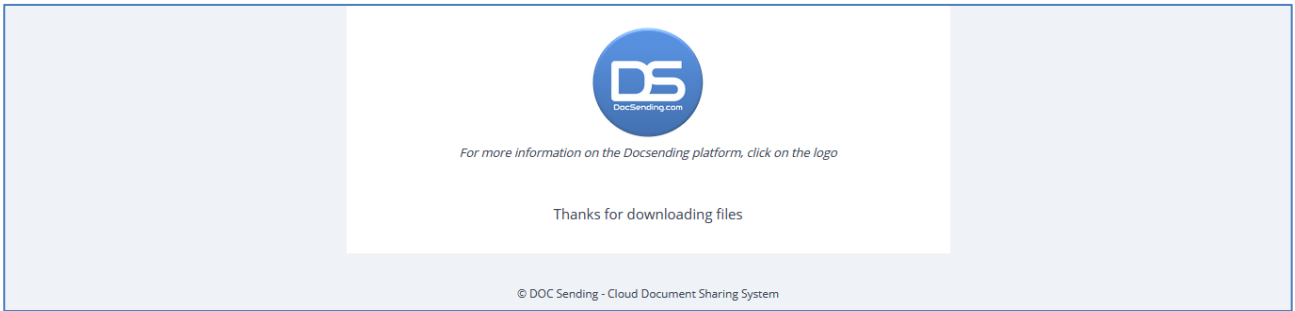 DS
DocSending.com
For more information on the Docsending platform, click on the logo
Thanks for downloading files
© DOC Sending - Cloud Document Sharing System